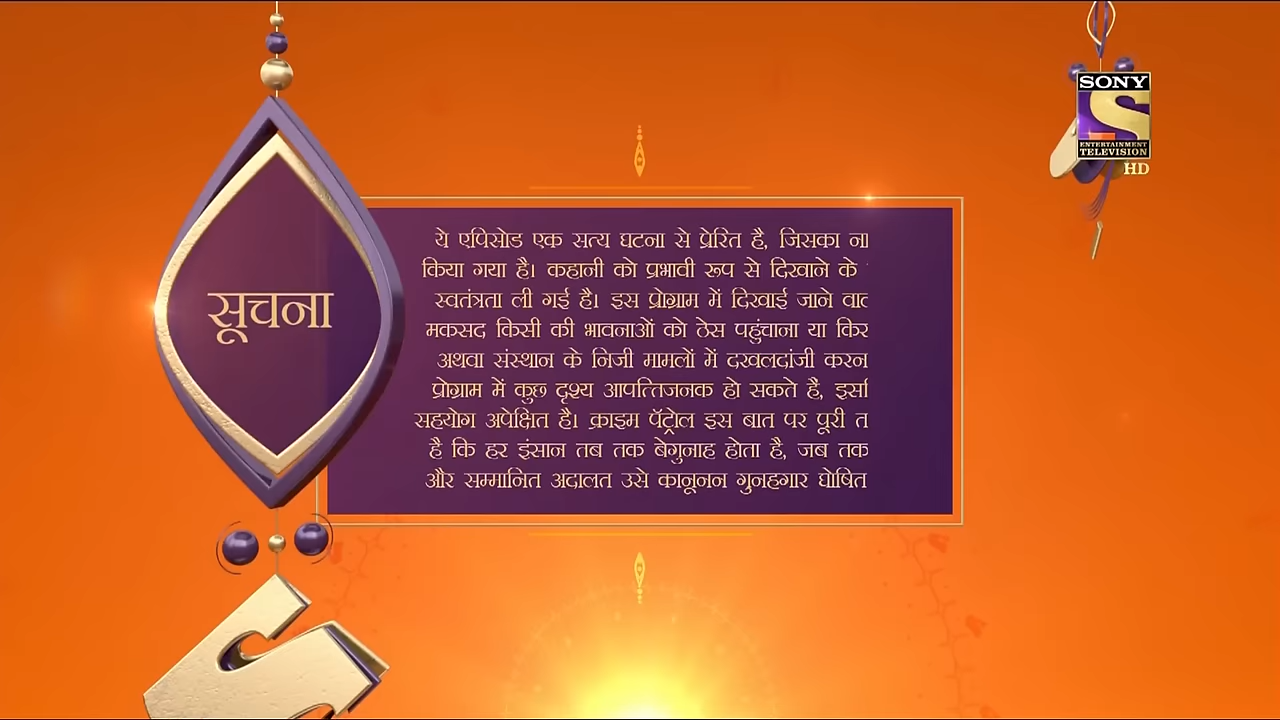 सूचना
ये एपिसोड एक सत्य घटना से प्रेरित है, जिसका ना
किया गया है। कहानी को प्रभावी रूप से दिखाने के
स्वतंत्रता ली गई है। इस प्रोग्राम में दिखाई जाने
मकसद किसी की भावनाओं को ठेस पहुंचाना या
अथवा संस्थान के निजी मामलों में दखलदांजी करन
प्रोग्राम में कुछ दृश्य आपत्तिजनक हो सकते हैं,
सहयोग अपेक्षित है। क्राइम पॅट्रोल इस बात पर पूरी त
है कि हर इंसान तब तक बेगुनाह होता है, जब तक
और सम्मानित अदालत उसे कानूनन गुनहगार घोषित
SONY
ENTERTAINMENT
TELEVISION
HD